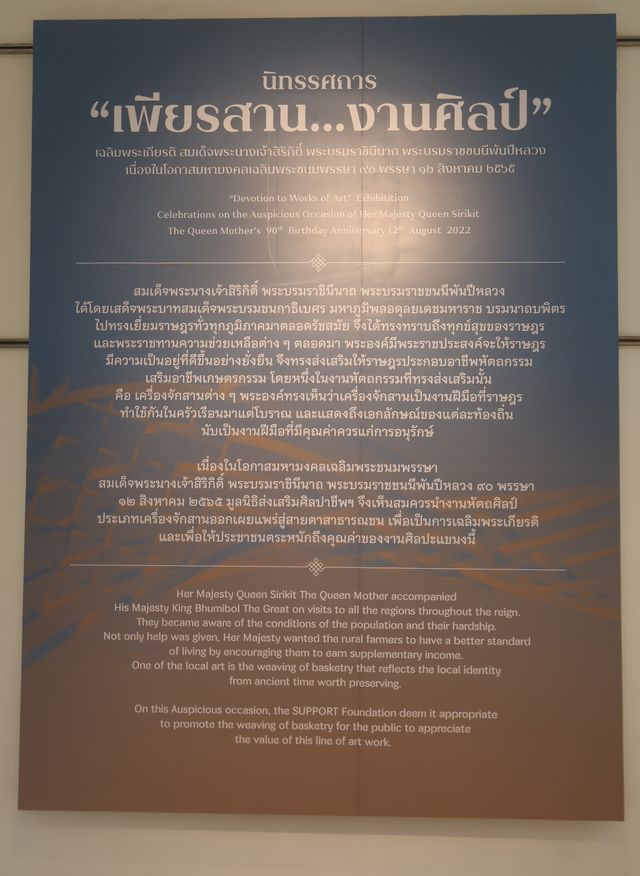 นิทรรศการ
“เพียรสาน...งานศิลป์”
เฉลิมพระเกียรติ สมเด็จพระนางเจ้าสิริกิติ์ พระบรมราชินีนาถ พระบรมราชชนนีพันปีหลวง
เนื่องในโอกาสมหามงคลเฉลิมพระชนมพรรษา ๙๐ พรรษา ๑๒ สิงหาคม ๒๕๖๕
“Devotion to Works of Art” Exhibitition
Celebrations on the Auspicious Occasion of Her Majesty Queen Sirikit
The Queen Mother's 90th Birthday Anniversary 12th August 2022
สมเด็จพระนางเจ้าสิริกิติ์ พระบรมราชินีนาถ พระบรมราชชนนีพันปีหลวง
ได้โดยเสด็จพระบาทสมเด็จพระบรมชนกาธิเบศร มหาภูมิพลอดุลยเดชมหาราช บรมนาถบพิตร
ไปทรงเยี่ยมราษฎรทั่วทุกภูมิภาคมาตลอดรัชสมัย จึงได้ทรงทราบถึงทุกข์สุขของราษฎร
และพระราชทานความช่วยเหลือต่าง ๆ ตลอดมา พระองค์มีพระราชประสงค์จะให้ราษฎร
มีความเป็นอยู่ที่ดีขึ้นอย่างยั่งยืน จึงทรงส่งเสริมให้ราษฎรประกอบอาชีพหัตถกรรม
เสริมอาชีพเกษตรกรรม โดยหนึ่งในงานหัตถกรรมที่ทรงส่งเสริมนั้น
คือ เครื่องจักสานต่าง ๆ พระองค์ทรงเห็นว่าเครื่องจักสานเป็นงานฝีมือที่ราษฎร
ทำใช้กันในครัวเรือนมาแต่โบราณ และแสดงถึงเอกลักษณ์ของแต่ละท้องถิ่น
นับเป็นงานฝีมือที่มีคุณค่าควรแก่การอนุรักษ์
เนื่องในโอกาสมหามงคลเฉลิมพระชนมพรรษา
สมเด็จพระนางเจ้าสิริกิติ์ พระบรมราชินีนาถ พระบรมราชชนนีพันปีหลวง ๙๐ พรรษา
๑๒ สิงหาคม ๒๕๖๕ มูลนิธิส่งเสริมศิลปาชีพฯ จึงเห็นสมควรนำงานหัตถศิลป์
ประเภทเครื่องจักสานออกเผยแพร่สู่สายตาสาธารณชน เพื่อเป็นการเฉลิมพระเกียรติ
และเพื่อให้ประชาชนตระหนักถึงคุณค่าของงานศิลปะแขนงนี้
Her Majesty Queen Sirikit The Queen Mother accompanied
His Majesty King Bhumibol The Great on visits to all the regions throughout the reign.
They became aware of the conditions of the population and their hardship.
Not only help was given, Her Majesty wanted the rural farmers to have a better standard
of living by encouraging them to earn supplementary income.
One of the local art is the weaving of basketry that reflects the local identity
from ancient time worth preserving.
On this Auspicious occasion, the SUPPORT Foundation deem it appropriate
to promote the weaving of basketry for the public to appreciate
the value of this line of art work.